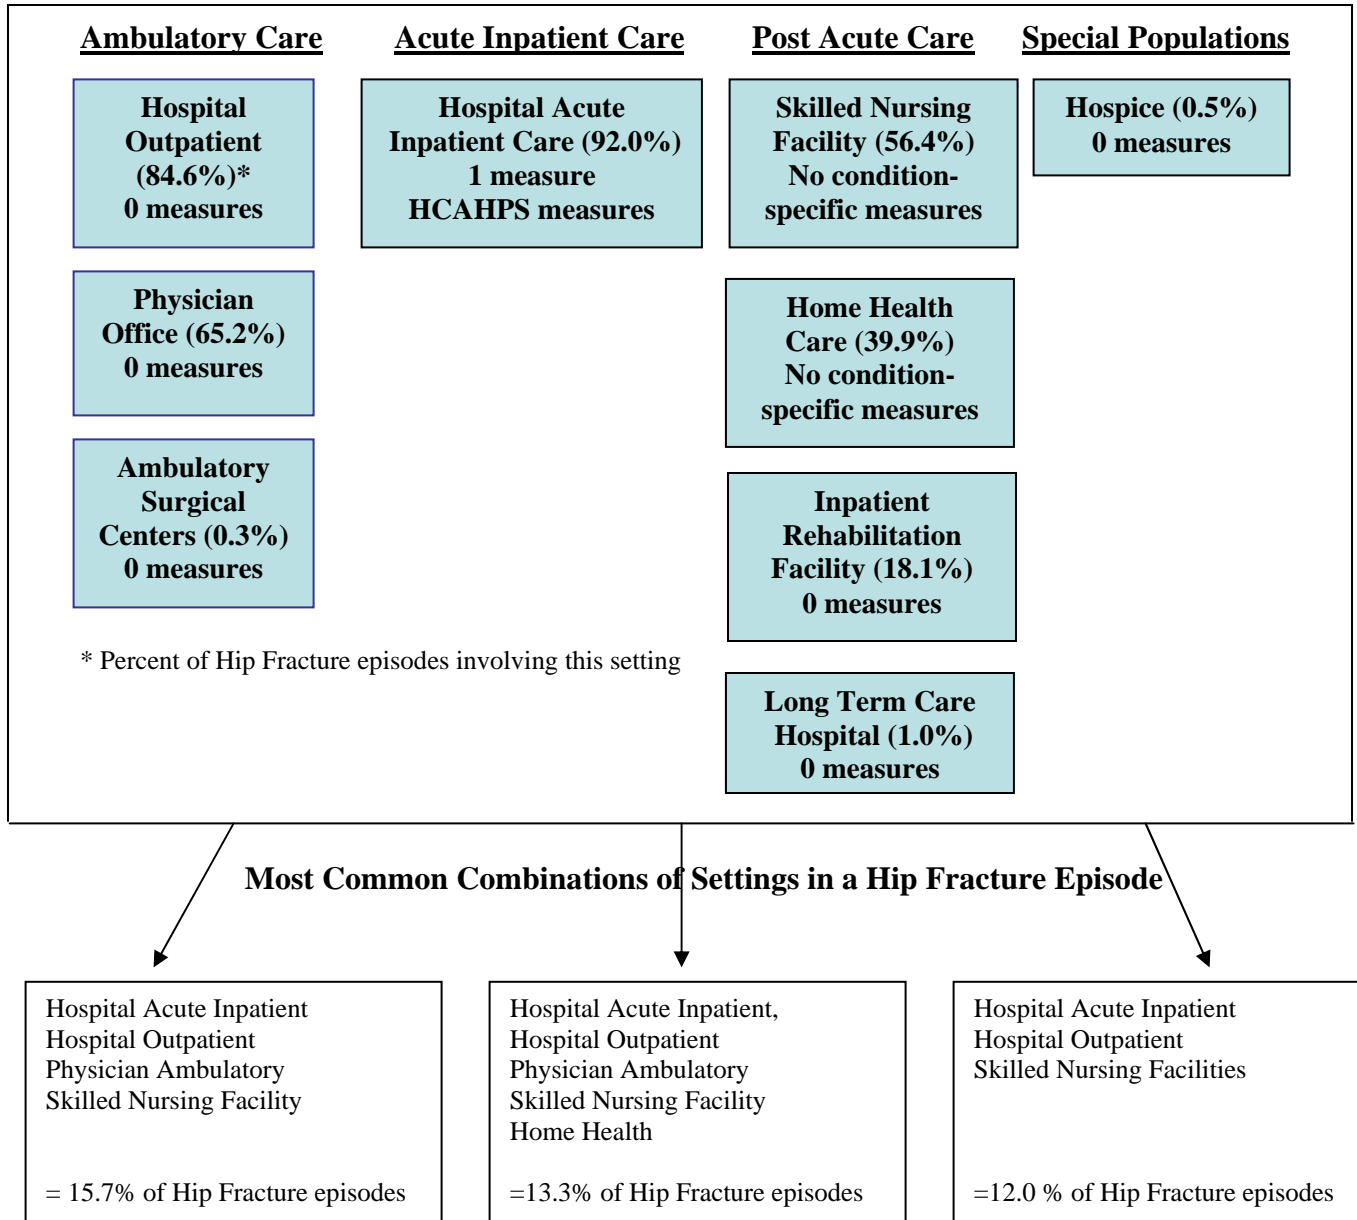 Ambulatory Care
Hospital
Outpatient
(84.6%)*
0 measures
Physician
Office (65.2%)
0 measures
Ambulatory
Surgical
Centers (0.3%)
0 measures
* Percent of Hip Fracture episodes involving this setting
Acute Inpatient Care
Hospital Acute
Inpatient Care (92.0%)
1 measure
HCAHPS measures
Post Acute Care
Skilled Nursing
Facility (56.4%)
No condition-
specific measures
Home Health
Care (39.9%)
No condition-
specific measures
Inpatient
Rehabilitation
Facility (18.1%)
0 measures
Long Term Care
Hospital (1.0%)
0 measures
Special Populations
Hospice (0.5%)
0 measures
Most Common Combinations of Settings in a Hip Fracture Episode
Hospital Acute Inpatient
Hospital Outpatient
Physician Ambulatory
Skilled Nursing Facility
= 15.7% of Hip Fracture episodes
Hospital Acute Inpatient,
Hospital Outpatient
Physician Ambulatory
Skilled Nursing Facility
Home Health
=13.3% of Hip Fracture episodes
Hospital Acute Inpatient
Hospital Outpatient
Skilled Nursing Facilities
=12.0 % of Hip Fracture episodes